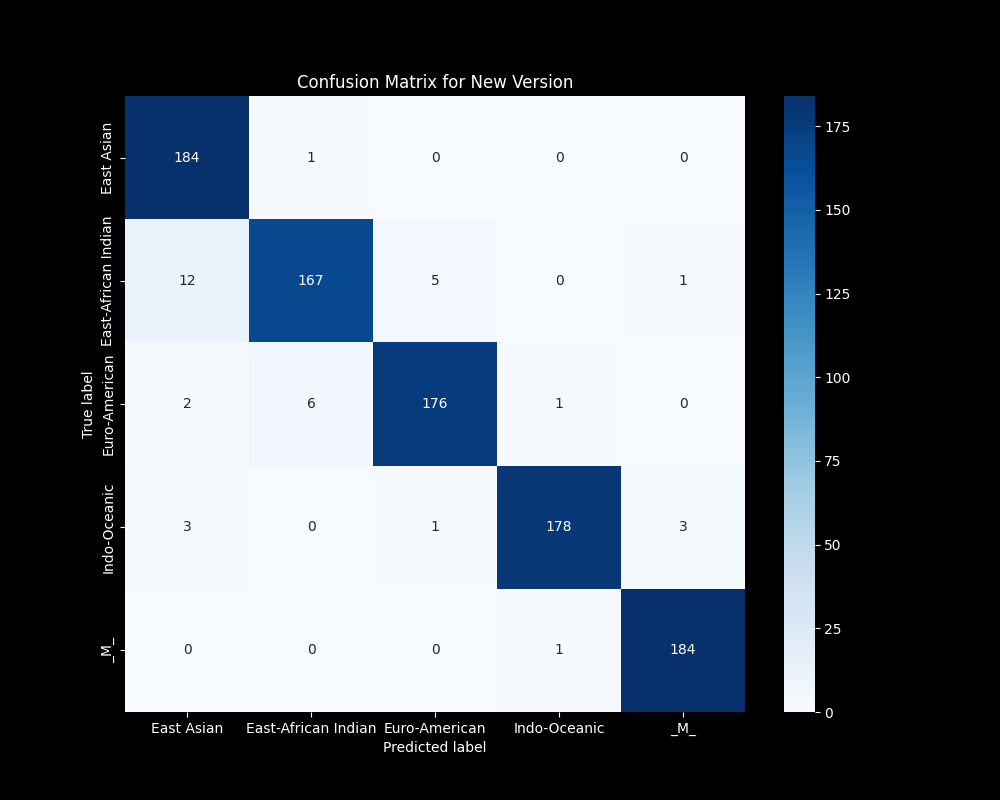 Confusion Matrix for New Version
True label
East Asian
184 1 0 0 0
East-African Indian
12 167 5 0 1
Euro-American
2 6 176 1 0
Indo-Oceanic
3 0 1 178 3
_M_
0 0 0 1 184
East Asian East-African Indian Euro-American Indo-Oceanic _M_
Predicted label
175
150
125
100
75
50
25
0